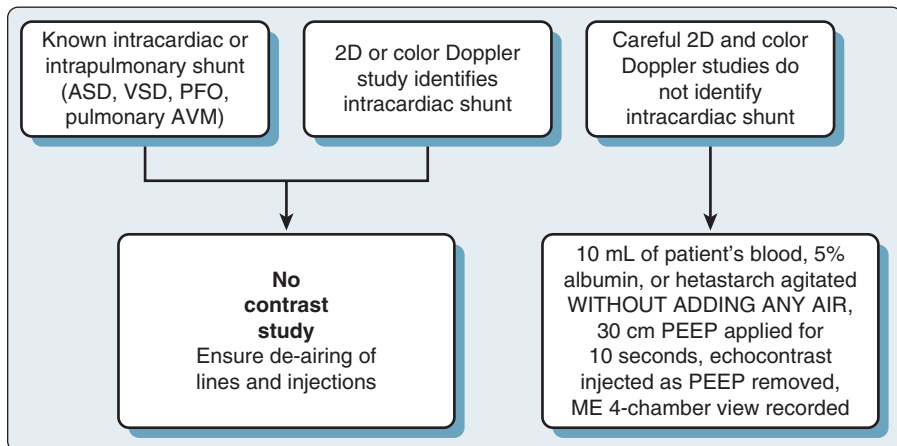 Known intracardiac or
intrapulmonary shunt
(ASD, VSD, PFO,
pulmonary AVM)
2D or color Doppler
study identifies
intracardiac shunt
Careful 2D and color
Doppler studies do
not identify
intracardiac shunt
No
contrast
study
Ensure de-airing of
lines and injections
10 mL of patient's blood, 5%
albumin, or hetastarch agitated
WITHOUT ADDING ANY AIR,
30 cm PEEP applied for
10 seconds, echocontrast
injected as PEEP removed,
ME 4-chamber view recorded